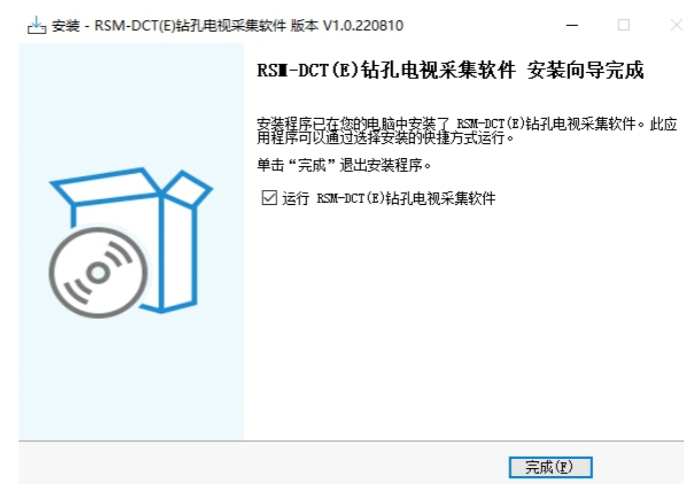 安装 - RSM-DCT(E)钻孔电视采集软件 版本 V1.0.220810
RSM-DCT(E)钻孔电视采集软件 安装向导完成
安装程序已在您的电脑中安装了 RSM-DCT(E)钻孔电视采集软件。此应
用程序可以通过选择安装的快捷方式运行。
单击“完成”退出安装程序。
运行 RSM-DCT(E)钻孔电视采集软件
完成(F)